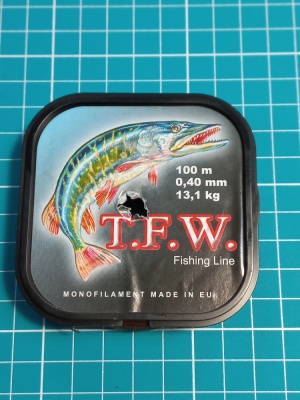 100 m
0,40 mm
13,1 kg
T.F.W.
Fishing Line
MONOFILAMENT MADE IN EU